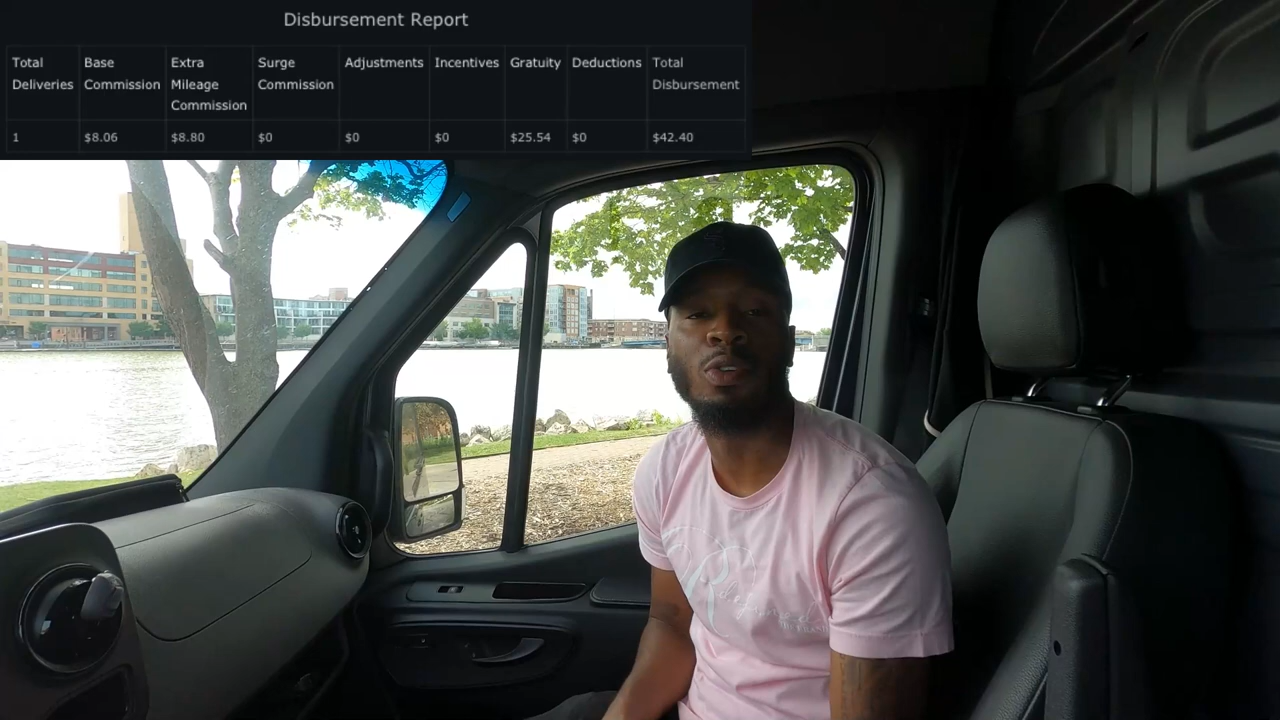 Disbursement Report
Total Deliveries Base Commission Extra Mileage Commission Surge Commission Adjustments Incentives Gratuity Deductions Total Disbursement
1 $8.06 $8.80 $0 $0 $0 $25.54 $0 $42.40